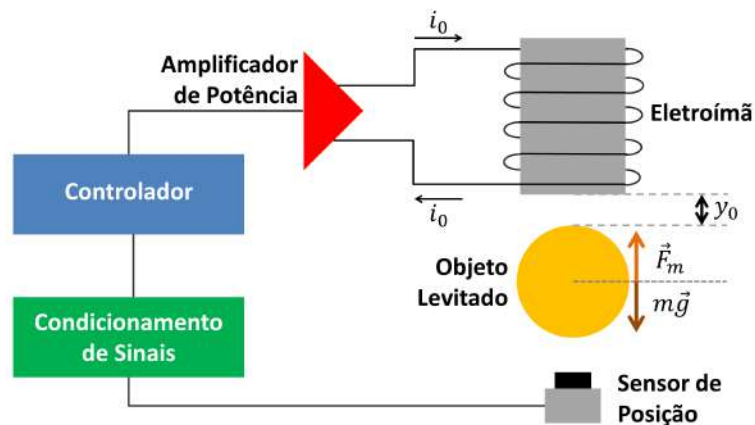 i₀
Amplificador
de Potência
Eletroímã
Controlador
i₀
y₀
Objeto
Levitado
F⃗ₘ
mg⃗
Condicionamento
de Sinais
Sensor de
Posição